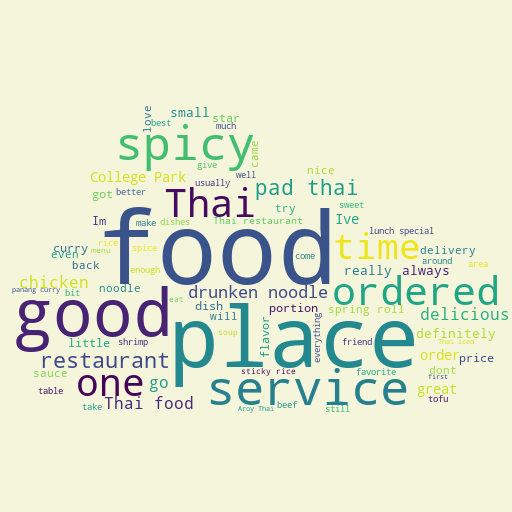 love
small
best
star
much
spicy
came
give
well
nice
College Park
usually
got
better
Thai
pad thai
sweet
try
Im
make
dishes
Thai restaurant
Ive
lunch special
food
rice
spice
menu
come
time
delivery
curry
even
around
area
back
enough
really
always
chicken
noodle
drunken noodle
ordered
panang curry
bit
eat
good
dish
portion
spring roll
will
place
delicious
soup
flavor
everything
definitely
little
shrimp
friend
Thai iced
restaurant
order
price
sauce
one
go
sticky rice
favorite
dont
first
table
service
great
tofu
take
Thai food
Aroy Thai
beef
still